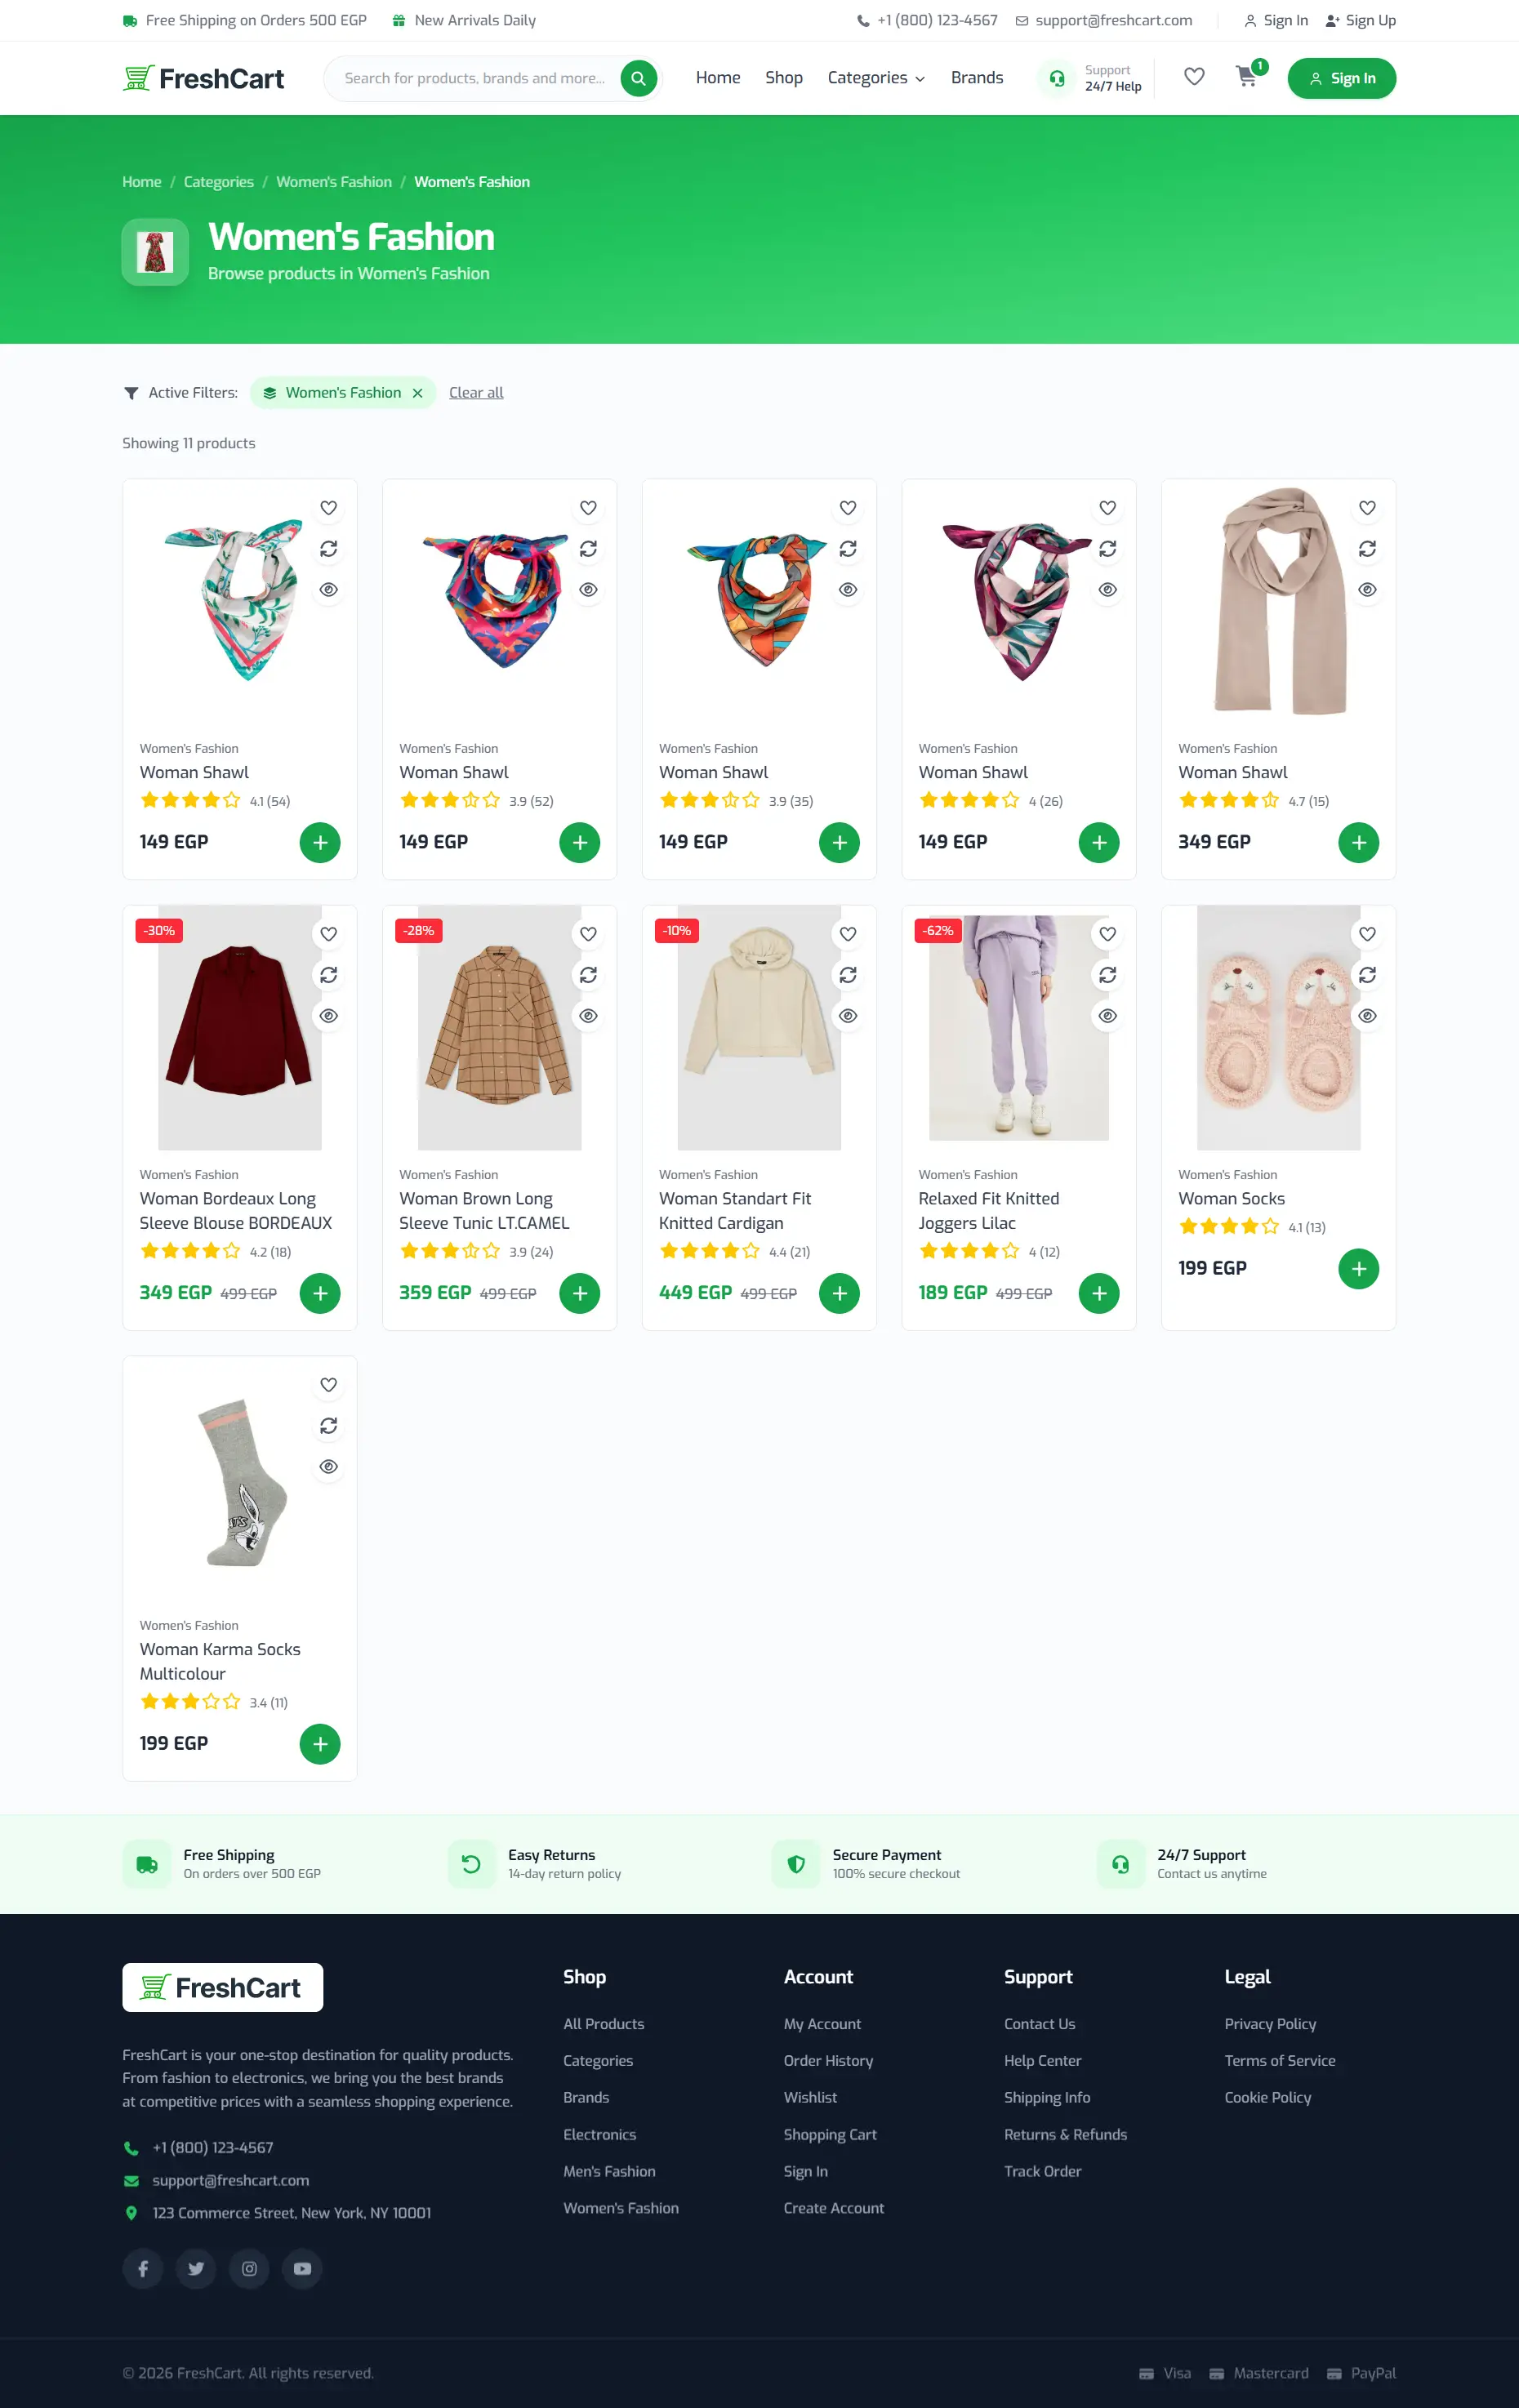 Free Shipping on Orders 500 EGP
New Arrivals Daily
+1 (800) 123-4567
support@freshcart.com
Sign In
Sign Up
FreshCart
Search for products, brands and more...
Home
Shop
Categories
Brands
Support
24/7 Help
1
Sign In
Home / Categories / Women's Fashion / Women's Fashion
Women's Fashion
Browse products in Women's Fashion
Active Filters:
Women's Fashion
Clear all
Showing 11 products
Women's Fashion
Woman Shawl
4.1 (54)
149 EGP
Women's Fashion
Woman Shawl
3.9 (52)
149 EGP
Women's Fashion
Woman Shawl
3.9 (35)
149 EGP
Women's Fashion
Woman Shawl
4 (26)
149 EGP
Women's Fashion
Woman Shawl
4.7 (15)
349 EGP
-30%
Women's Fashion
Woman Bordeaux Long
Sleeve Blouse BORDEAUX
4.2 (18)
349 EGP 499 EGP
-28%
Women's Fashion
Woman Brown Long
Sleeve Tunic LT.CAMEL
3.9 (24)
359 EGP 499 EGP
-10%
Women's Fashion
Woman Standart Fit
Knitted Cardigan
4.4 (21)
449 EGP 499 EGP
-62%
Women's Fashion
Relaxed Fit Knitted
Joggers Lilac
4 (12)
189 EGP 499 EGP
Women's Fashion
Woman Socks
4.1 (13)
199 EGP
Women's Fashion
Woman Karma Socks
Multicolour
3.4 (11)
199 EGP
Free Shipping
On orders over 500 EGP
Easy Returns
14-day return policy
Secure Payment
100% secure checkout
24/7 Support
Contact us anytime
FreshCart
FreshCart is your one-stop destination for quality products.
From fashion to electronics, we bring you the best brands
at competitive prices with a seamless shopping experience.
+1 (800) 123-4567
support@freshcart.com
123 Commerce Street, New York, NY 10001
Shop
All Products
Categories
Brands
Electronics
Men's Fashion
Women's Fashion
Account
My Account
Order History
Wishlist
Shopping Cart
Sign In
Create Account
Support
Contact Us
Help Center
Shipping Info
Returns & Refunds
Track Order
Legal
Privacy Policy
Terms of Service
Cookie Policy
© 2026 FreshCart. All rights reserved.
Visa
Mastercard
PayPal